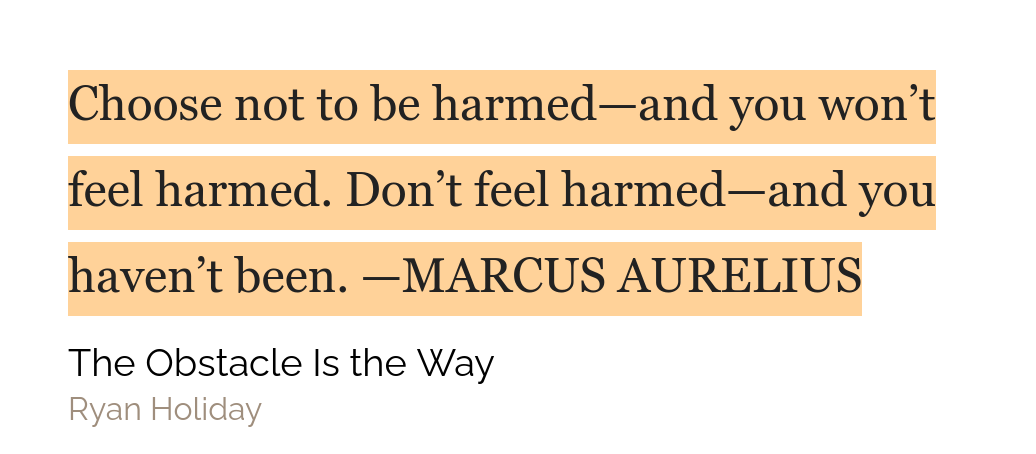 Choose not to be harmed—and you won’t
feel harmed. Don’t feel harmed—and you
haven’t been. —MARCUS AURELIUS
The Obstacle Is the Way
Ryan Holiday